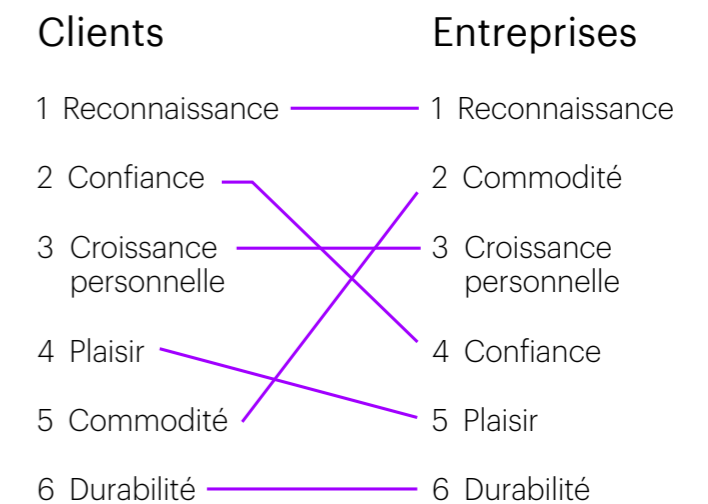 Clients
1 Reconnaissance
2 Confiance
3 Croissance
personnelle
4 Plaisir
5 Commodité
6 Durabilité
Entreprises
1 Reconnaissance
2 Commodité
3 Croissance
personnelle
4 Confiance
5 Plaisir
6 Durabilité